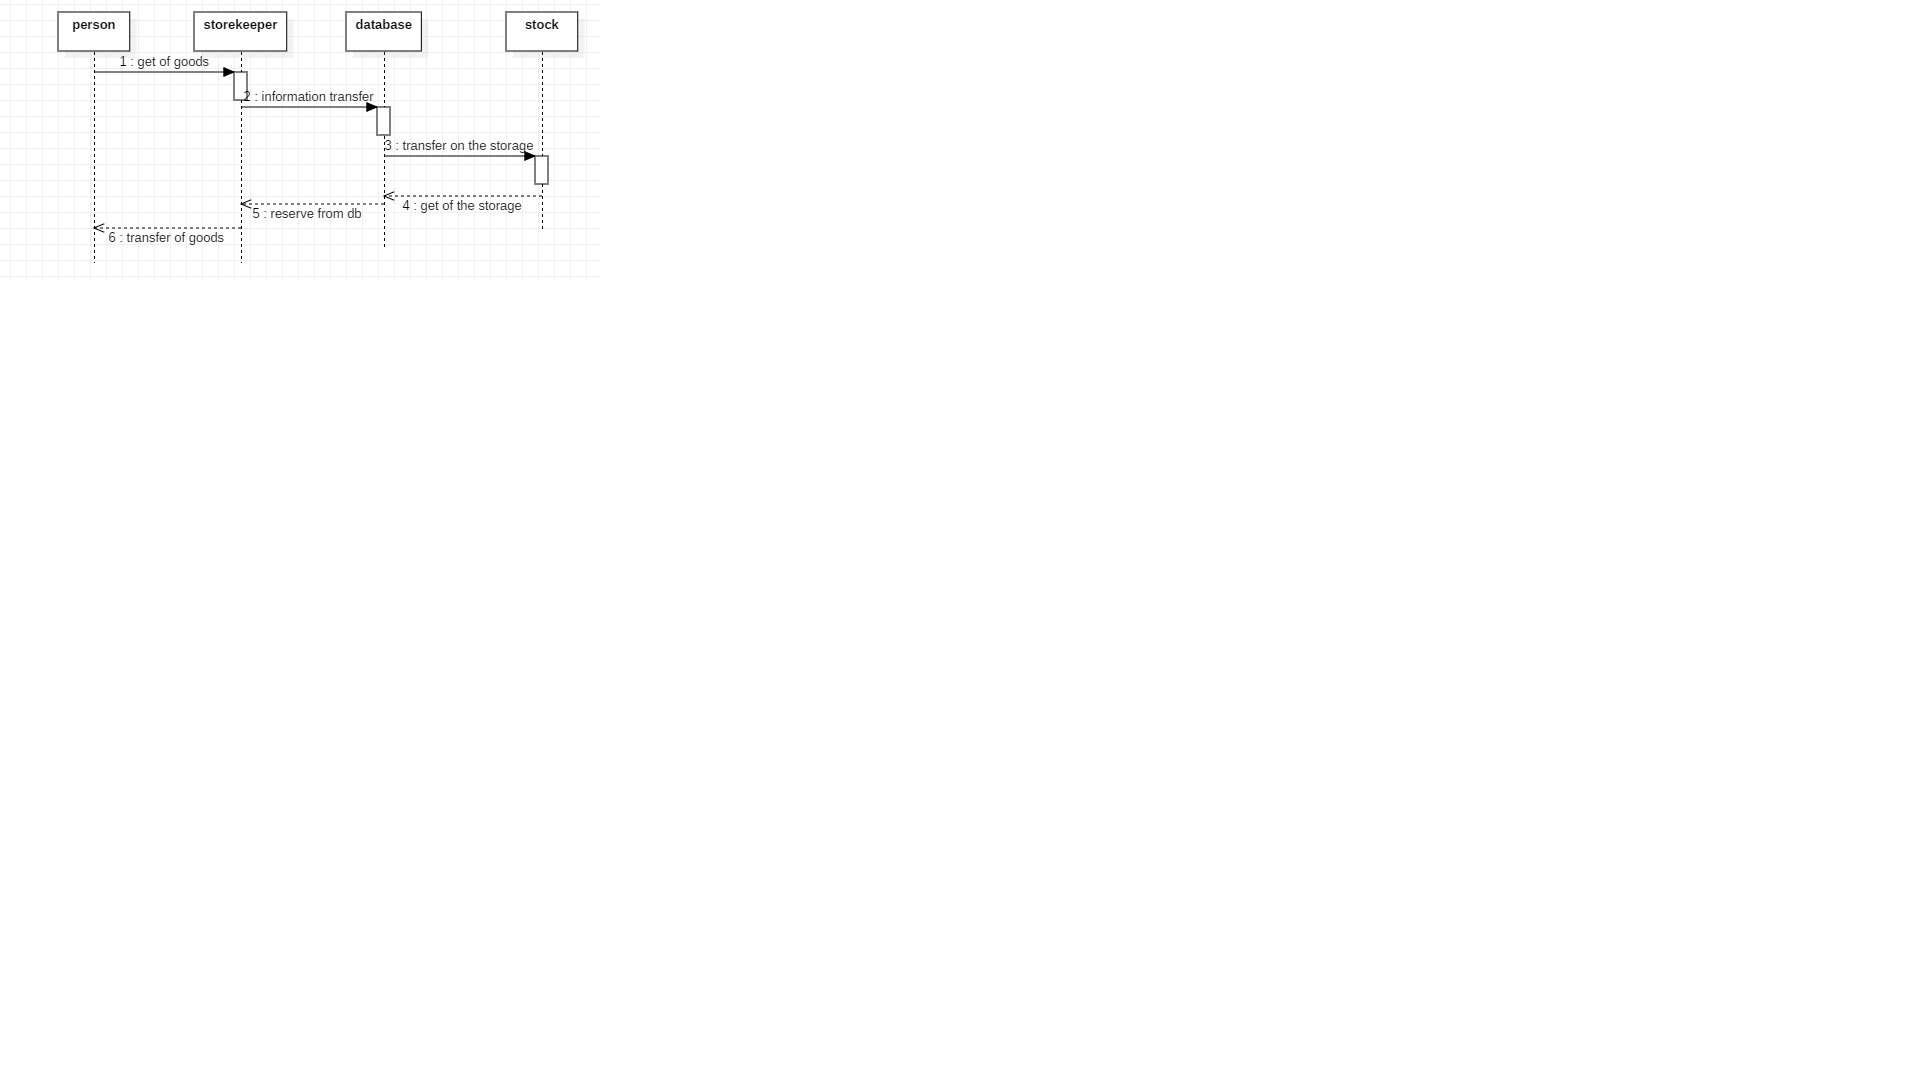 person
storekeeper
database
stock
1 : get of goods
2 : information transfer
3 : transfer on the storage
4 : get of the storage
5 : reserve from db
6 : transfer of goods